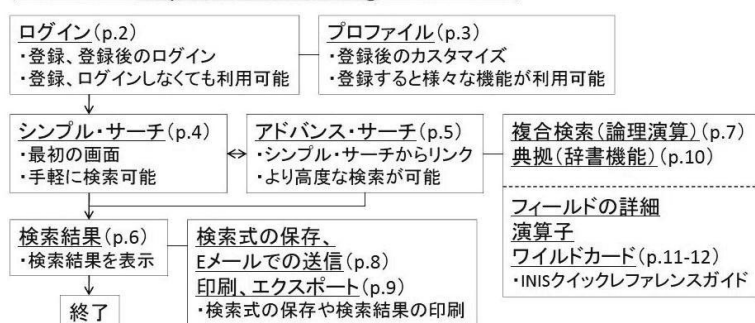 ログイン(p.2)
・登録、登録後のログイン
・登録、ログインしなくても利用可能
プロファイル(p.3)
・登録後のカスタマイズ
・登録すると様々な機能が利用可能
シンプル・サーチ(p.4)
・最初の画面
・手軽に検索可能
アドバンス・サーチ(p.5)
・シンプル・サーチからリンク
・より高度な検索が可能
複合検索(論理演算)(p.7)
典拠(辞書機能)(p.10)
フィールドの詳細
演算子
ワイルドカード(p.11-12)
・INISクイックレファレンスガイド
検索結果(p.6)
・検索結果を表示
検索式の保存、
Eメールでの送信(p.8)
印刷、エクスポート(p.9)
・検索式の保存や検索結果の印刷
終了